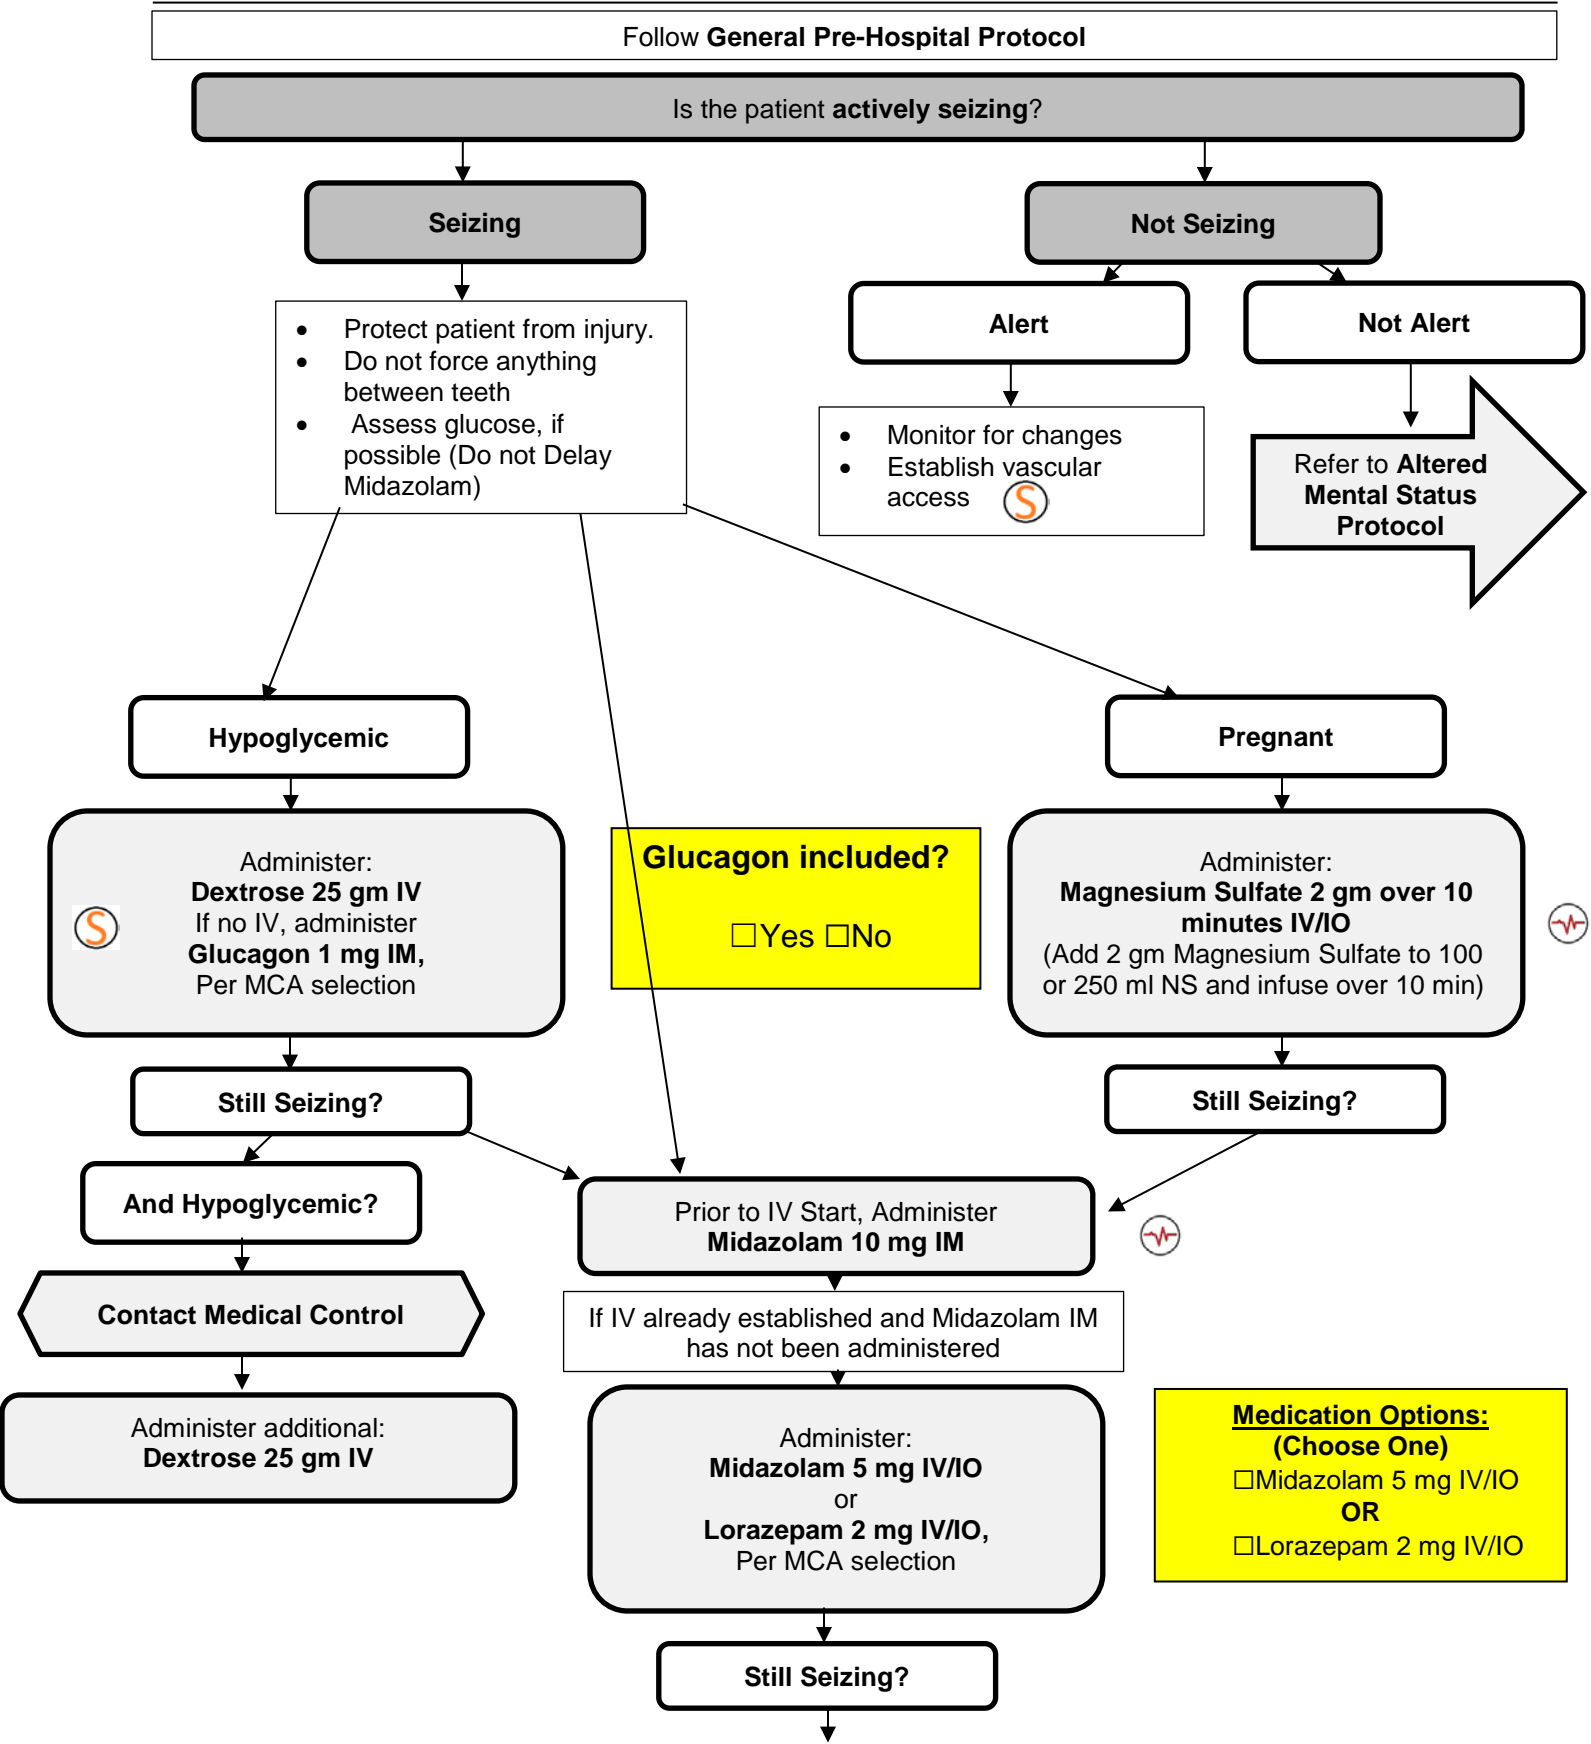 Follow General Pre-Hospital Protocol
Is the patient actively seizing?
Seizing
Not Seizing
• Protect patient from injury.
• Do not force anything
between teeth
• Assess glucose, if
possible (Do not Delay
Midazolam)
Alert
Not Alert
• Monitor for changes
• Establish vascular
access S
Refer to Altered
Mental Status
Protocol
Hypoglycemic
Pregnant
S
Administer:
Dextrose 25 gm IV
If no IV, administer
Glucagon 1 mg IM,
Per MCA selection
Glucagon included?
☐Yes ☐No
Administer:
Magnesium Sulfate 2 gm over 10
minutes IV/IO
(Add 2 gm Magnesium Sulfate to 100
or 250 ml NS and infuse over 10 min)
Still Seizing?
Still Seizing?
And Hypoglycemic?
Prior to IV Start, Administer
Midazolam 10 mg IM
Contact Medical Control
If IV already established and Midazolam IM
has not been administered
Administer additional:
Dextrose 25 gm IV
Administer:
Midazolam 5 mg IV/IO
or
Lorazepam 2 mg IV/IO,
Per MCA selection
Medication Options:
(Choose One)
☐Midazolam 5 mg IV/IO
OR
☐Lorazepam 2 mg IV/IO
Still Seizing?